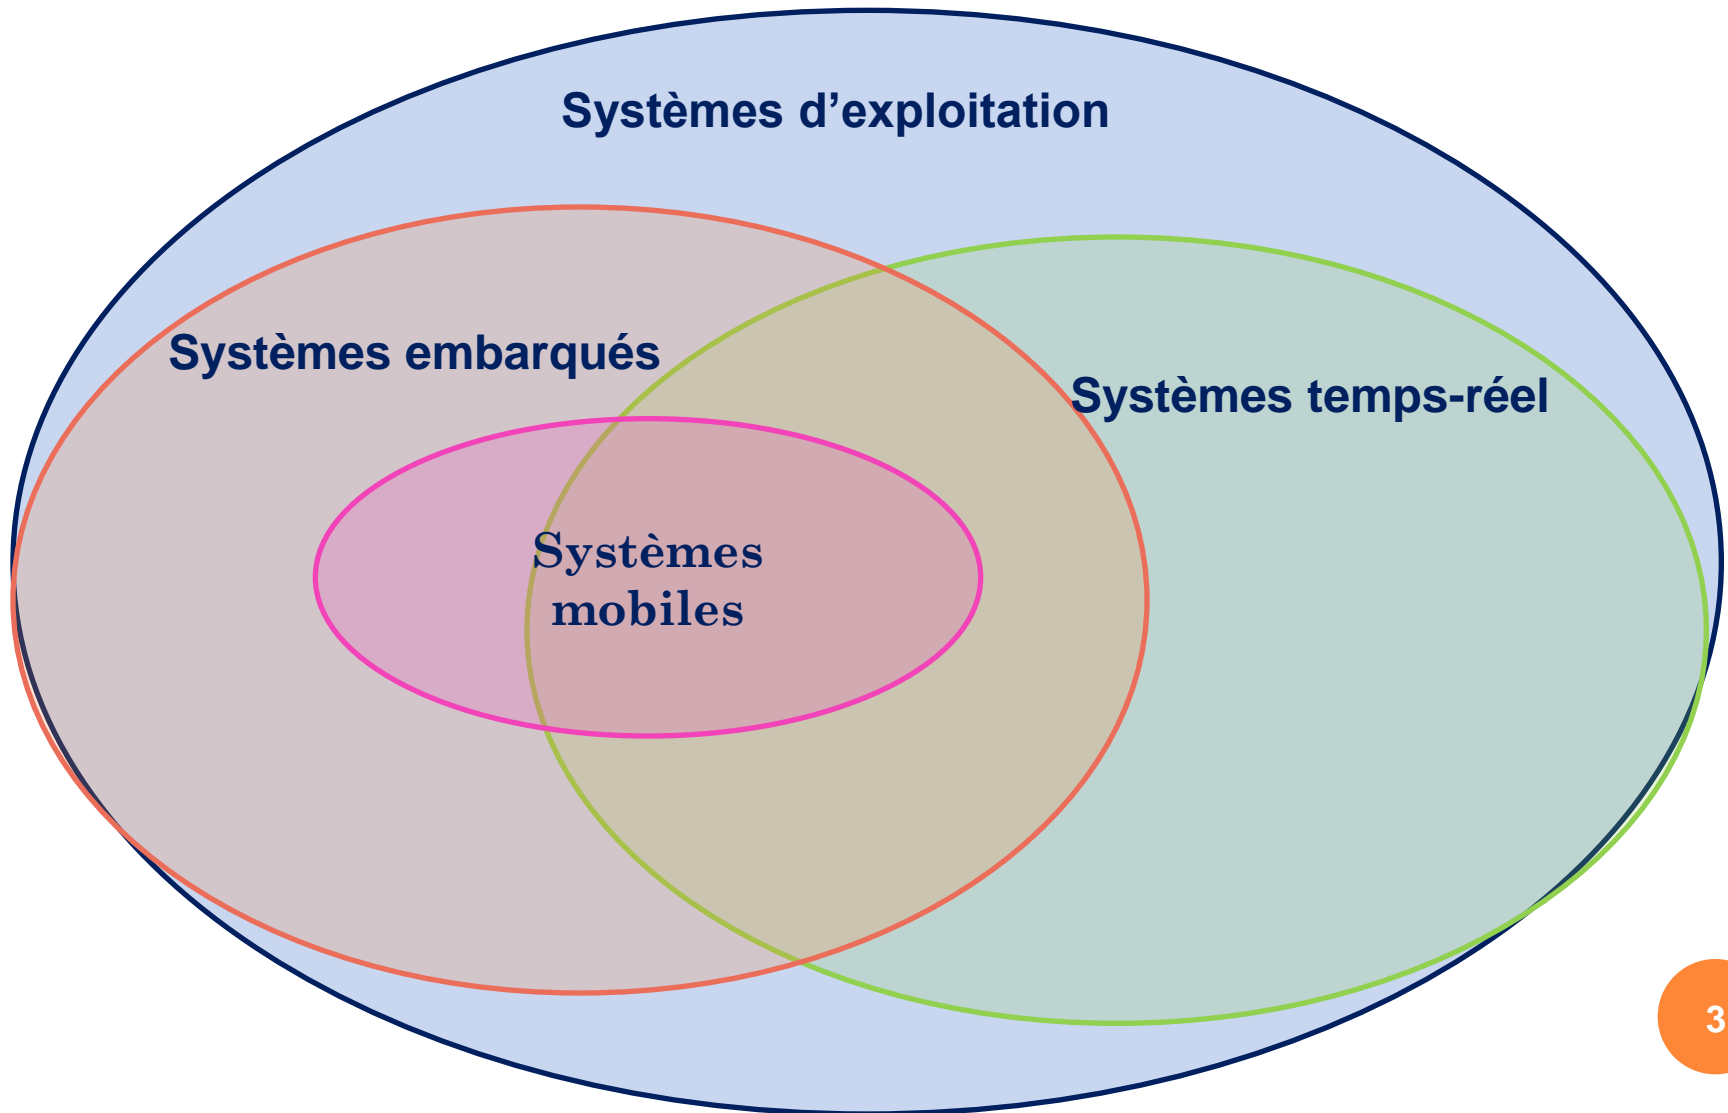 Systèmes d’exploitation
Systèmes embarqués
Systèmes temps-réel
Systèmes
mobiles
3